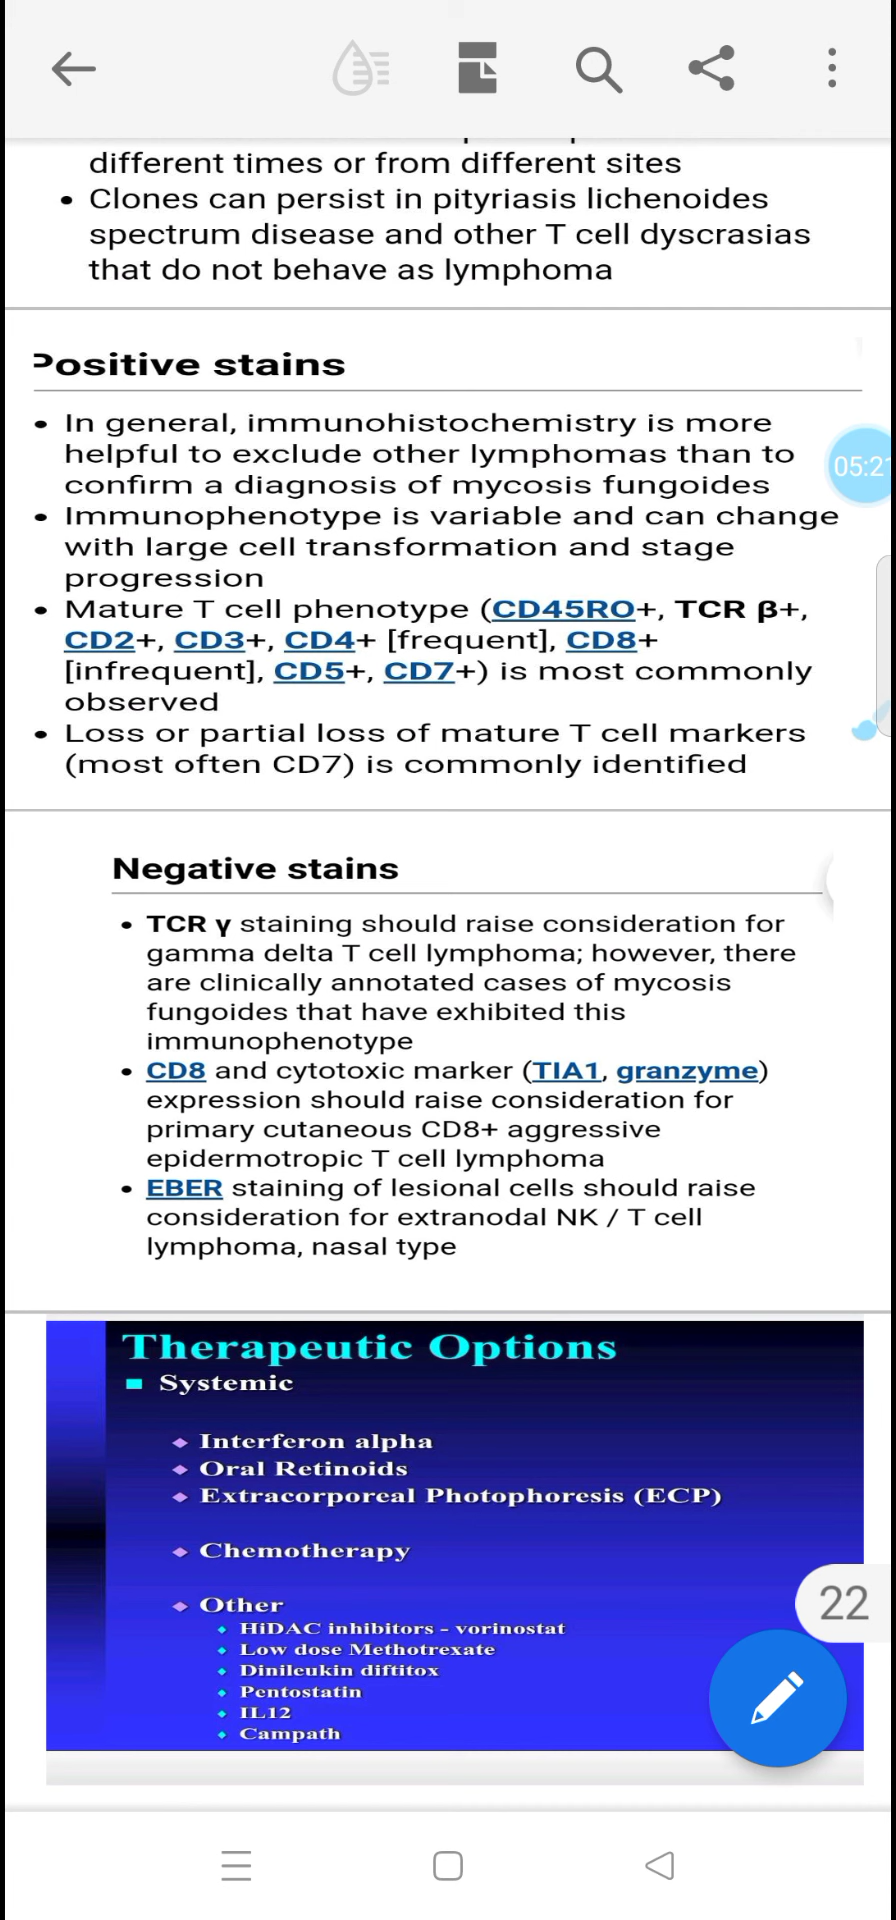 different times or from different sites
• Clones can persist in pityriasis lichenoides
spectrum disease and other T cell dyscrasias
that do not behave as lymphoma
Positive stains
• In general, immunohistochemistry is more
helpful to exclude other lymphomas than to
confirm a diagnosis of mycosis fungoides
05:2
• Immunophenotype is variable and can change
with large cell transformation and stage
progression
• Mature T cell phenotype (CD45RO+, TCR β+,
CD2+, CD3+, CD4+ [frequent], CD8+
[infrequent], CD5+, CD7+) is most commonly
observed
• Loss or partial loss of mature T cell markers
(most often CD7) is commonly identified
Negative stains
• TCR γ staining should raise consideration for
gamma delta T cell lymphoma; however, there
are clinically annotated cases of mycosis
fungoides that have exhibited this
immunophenotype
• CD8 and cytotoxic marker (TIA1, granzyme)
expression should raise consideration for
primary cutaneous CD8+ aggressive
epidermotropic T cell lymphoma
• EBER staining of lesional cells should raise
consideration for extranodal NK / T cell
lymphoma, nasal type
Therapeutic Options
Systemic
Interferon alpha
Oral Retinoids
Extracorporeal Photophoresis (ECP)
Chemotherapy
Other
HiDAC inhibitors - vorinostat
Low dose Methotrexate
Dinileukin diftitox
Pentostatin
IL12
Campath
22